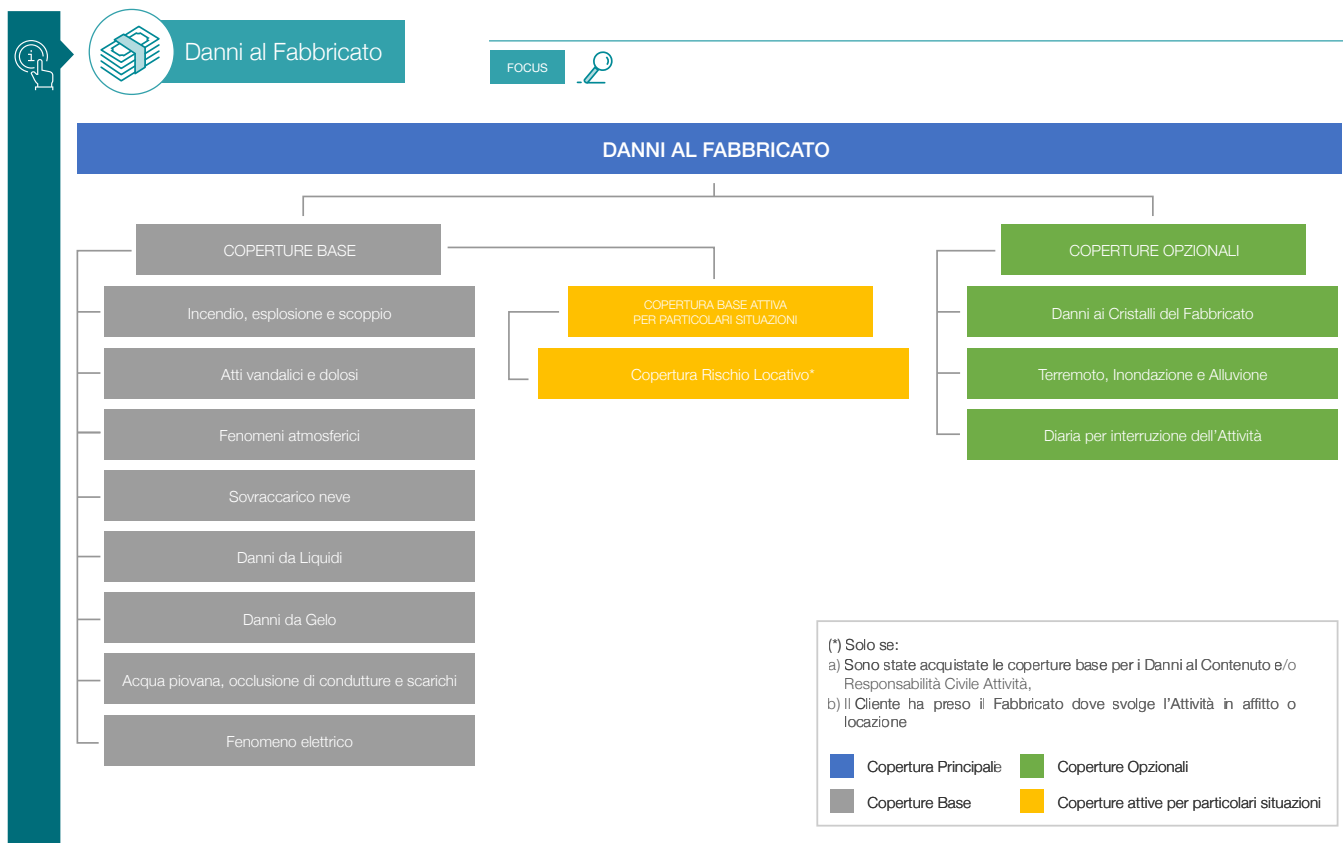 Danni al Fabbricato
FOCUS
DANNI AL FABBRICATO
COPERTURE BASE
Incendio, esplosione e scoppio
Atti vandalici e dolosi
Fenomeni atmosferici
Sovraccarico neve
Danni da Liquidi
Danni da Gelo
Acqua piovana, occlusione di condutture e scarichi
Fenomeno elettrico
COPERTURA BASE ATTIVA
PER PARTICOLARI SITUAZIONI
Copertura Rischio Locativo*
COPERTURE OPZIONALI
Danni ai Cristalli del Fabbricato
Terremoto, Inondazione e Alluvione
Diaria per interruzione dell'Attività
(*) Solo se:
a) Sono state acquistate le coperture base per i Danni al Contenuto e/o
Responsabilità Civile Attività,
b) Il Cliente ha preso il Fabbricato dove svolge l'Attività in affitto o
locazione
Copertura Principale
Coperture Opzionali
Coperture Base
Coperture attive per particolari situazioni